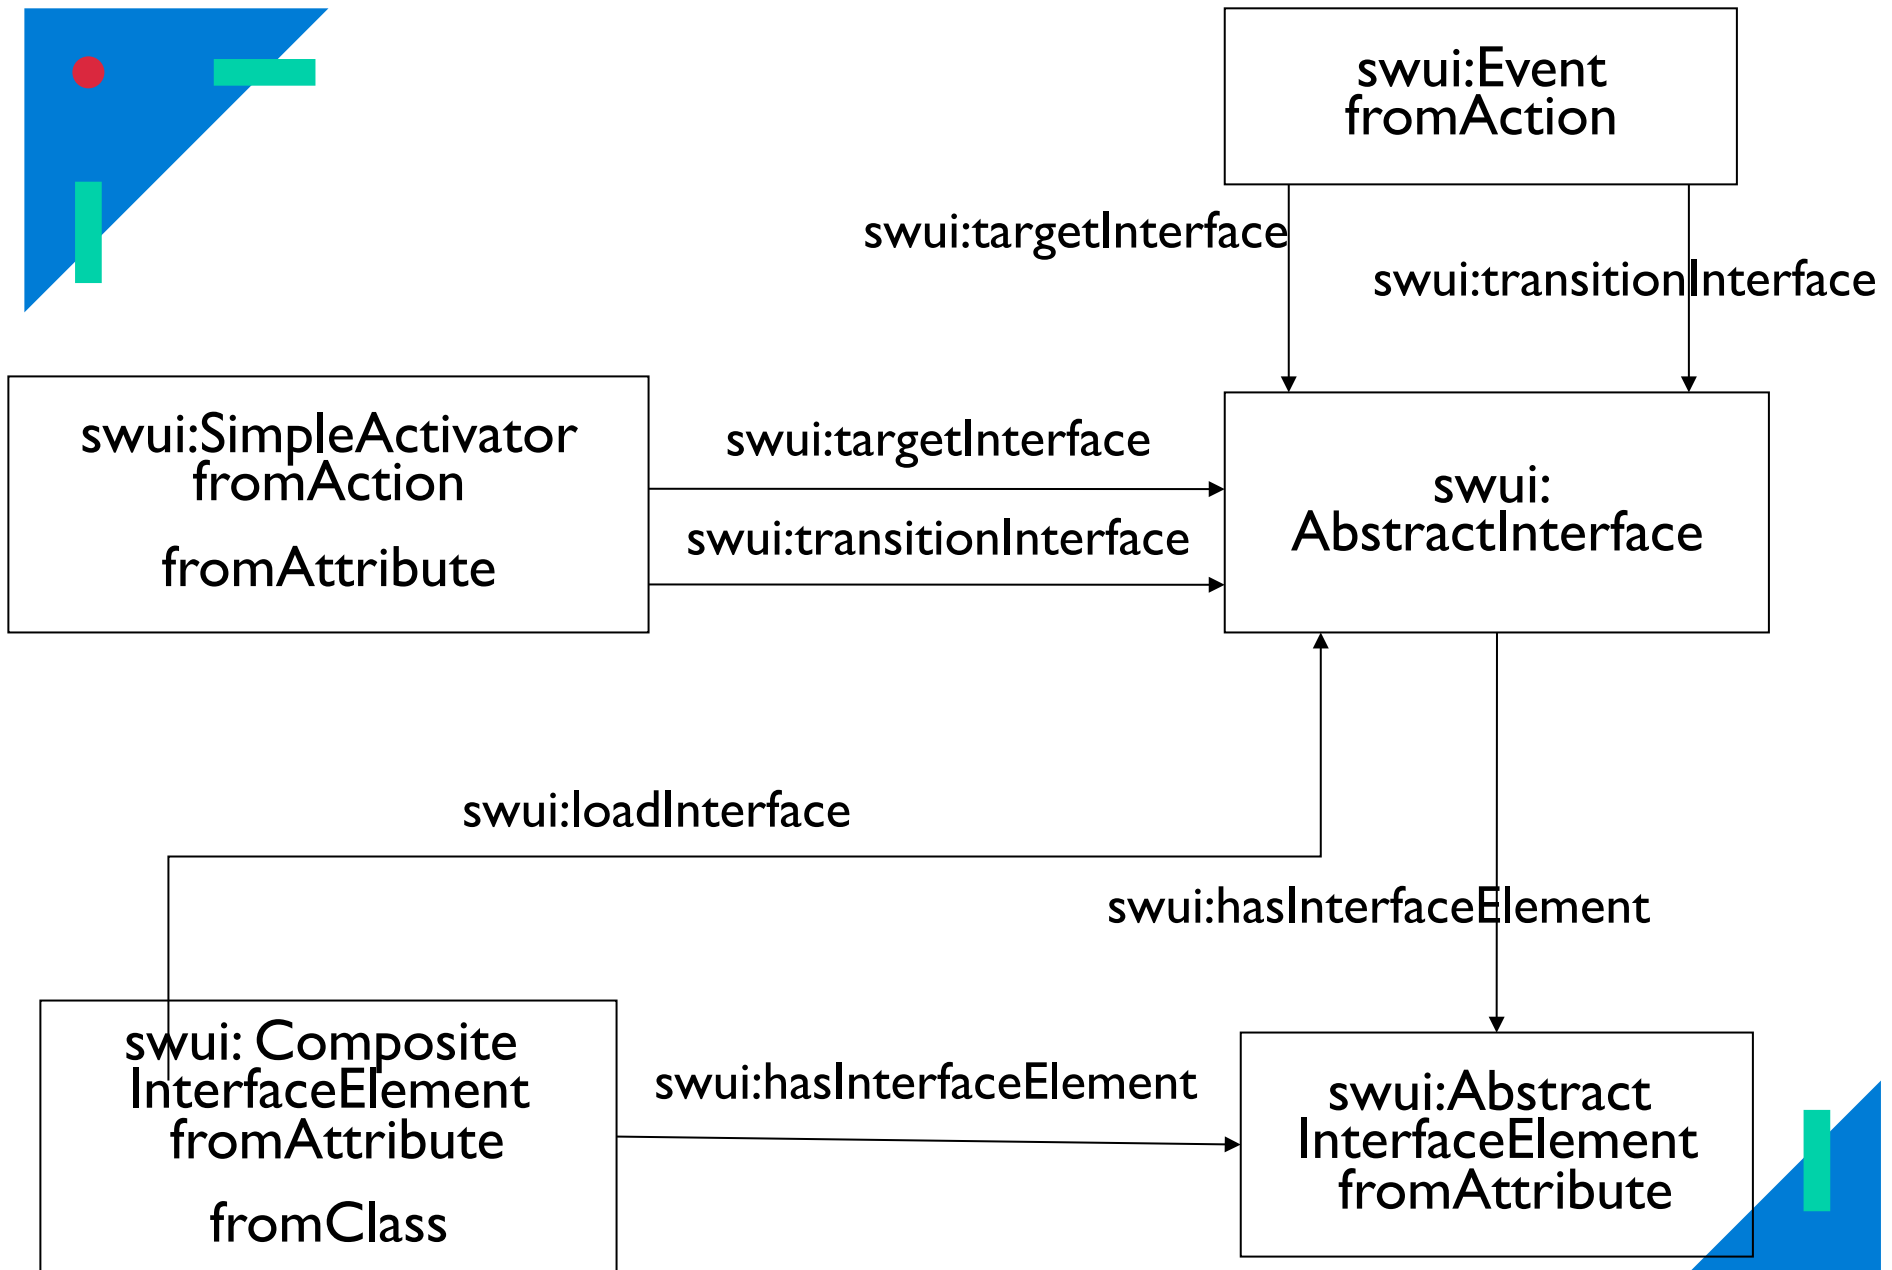 swui:Event
fromAction
swui:targetInterface
swui:transitionInterface
swui:SimpleActivator
fromAction
fromAttribute
swui:targetInterface
swui:transitionInterface
swui:
AbstractInterface
swui:loadInterface
swui:hasInterfaceElement
swui: Composite
InterfaceElement
fromAttribute
fromClass
swui:hasInterfaceElement
swui:Abstract
InterfaceElement
fromAttribute